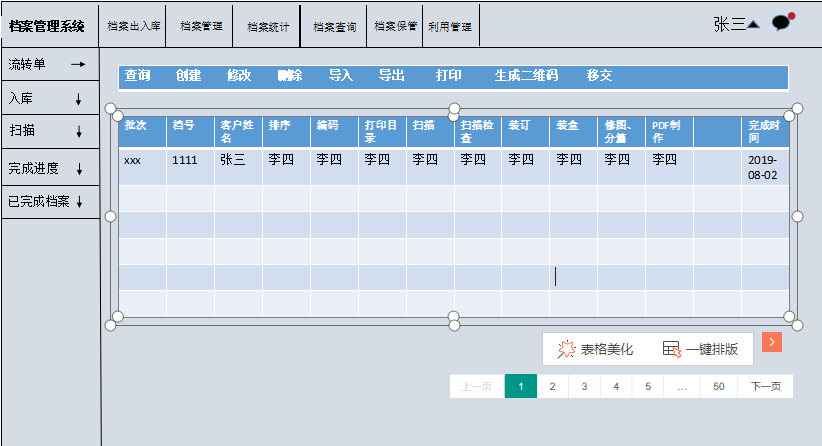 档案管理系统 档案出入库 档案管理 档案统计 档案查询 档案保管 利用管理 张三
流转单
入库
扫描
完成进度
已完成档案
查询 创建 修改 删除 导入 导出 打印 生成二维码 移交
批次 档号 客户姓名 排序 编码 打印目录 扫描 扫描检查 装订 装盒 修图、分篇 PDF制作 完成时间
xxx 1111 张三 李四 李四 李四 李四 李四 李四 李四 李四 李四 2019-08-02
表格美化 一键排版
上一页 1 2 3 4 5 … 50 下一页